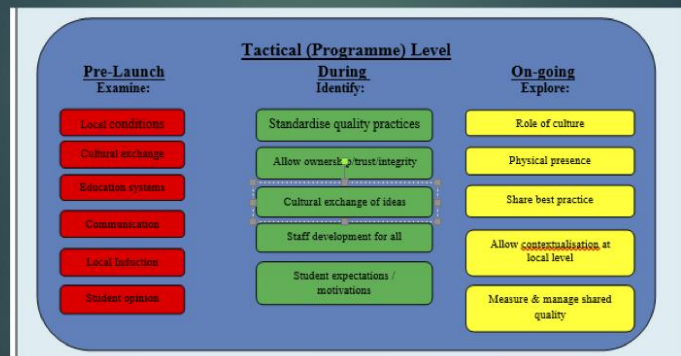 Tactical (Programme) Level
Pre-Launch
Examine:
Local conditions
Cultural exchange
Education systems
Communication
Local Induction
Student opinion
During
Identify:
Standardise quality practices
Allow ownership/trust/integrity
Cultural exchange of ideas
Staff development for all
Student expectations /
motivations
On-going
Explore:
Role of culture
Physical presence
Share best practice
Allow contextualisation at
local level
Measure & manage shared
quality